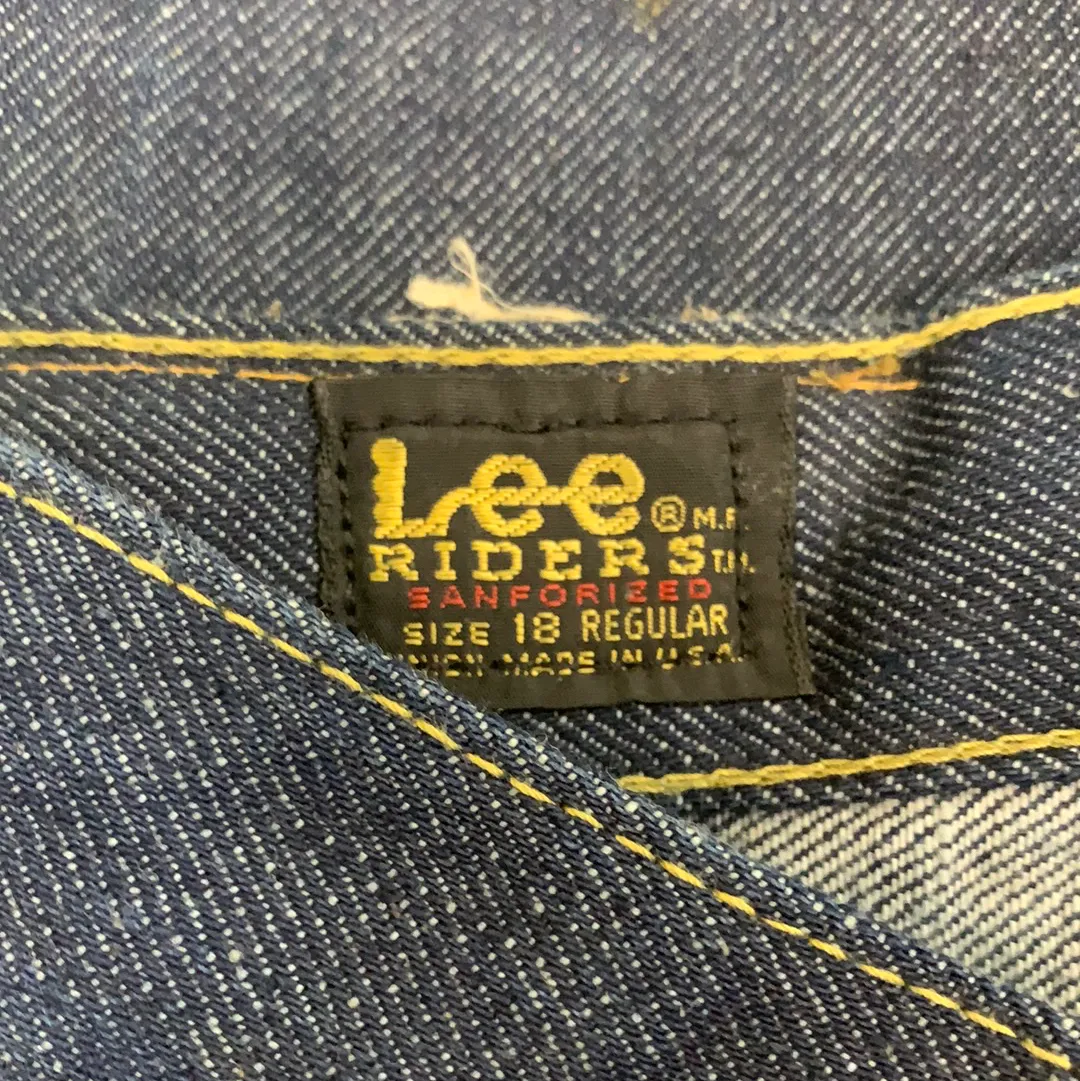 Lee® M.R.
RIDERS T.M.
SANFORIZED
SIZE 18 REGULAR
UNION MADE IN U.S.A.